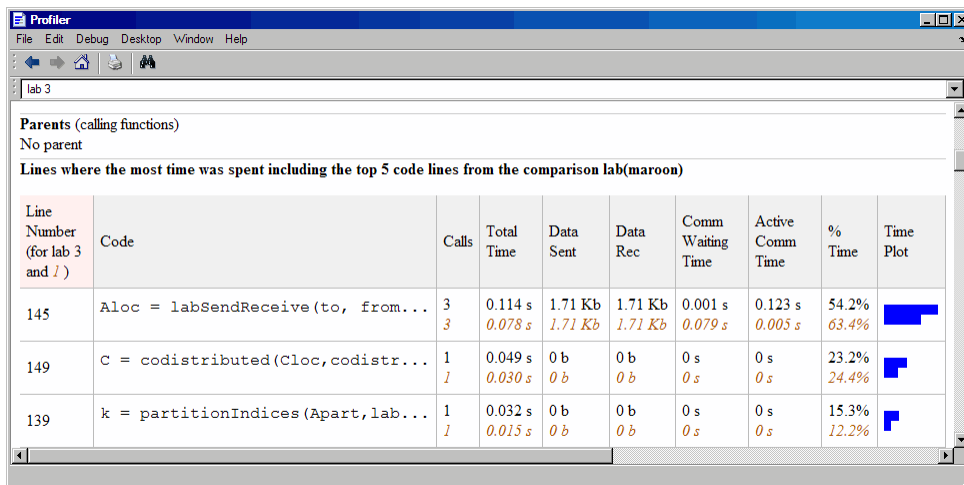 Profiler
File Edit Debug Desktop Window Help
lab 3
Parents (calling functions)
No parent
Lines where the most time was spent including the top 5 code lines from the comparison lab(maroon)
Line Number (for lab 3 and 1 ) Code Calls Total Time Data Sent Data Rec Comm Waiting Time Active Comm Time % Time Time Plot
145 Aloc = labSendReceive(to, from... 3 0.114 s 1.71 Kb 1.71 Kb 0.001 s 0.123 s 54.2%
3 0.078 s 1.71 Kb 1.71 Kb 0.079 s 0.005 s 63.4%
149 C = codistributed(Cloc,codistr... 1 0.049 s 0 b 0 b 0 s 0 s 23.2%
1 0.030 s 0 b 0 b 0 s 0 s 24.4%
139 k = partitionIndices(Apart,lab... 1 0.032 s 0 b 0 b 0 s 0 s 15.3%
1 0.015 s 0 b 0 b 0 s 0 s 12.2%